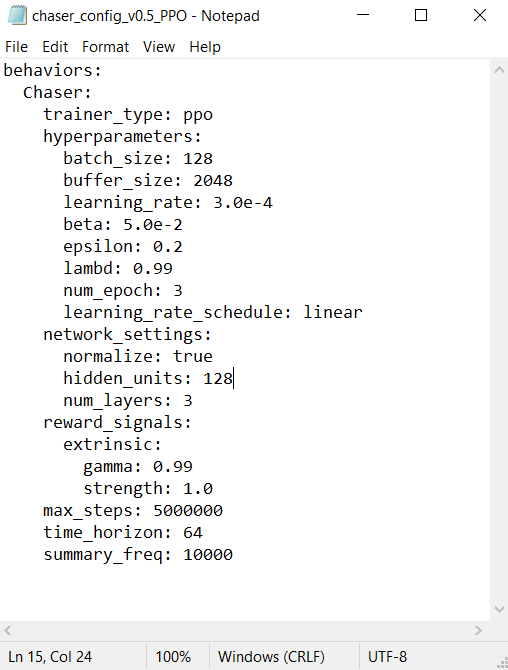 chaser_config_v0.5_PPO - Notepad
File Edit Format View Help
behaviors:
  Chaser:
    trainer_type: ppo
    hyperparameters:
      batch_size: 128
      buffer_size: 2048
      learning_rate: 3.0e-4
      beta: 5.0e-2
      epsilon: 0.2
      lambd: 0.99
      num_epoch: 3
      learning_rate_schedule: linear
    network_settings:
      normalize: true
      hidden_units: 128
      num_layers: 3
    reward_signals:
      extrinsic:
        gamma: 0.99
        strength: 1.0
    max_steps: 5000000
    time_horizon: 64
    summary_freq: 10000
Ln 15, Col 24 100% Windows (CRLF) UTF-8